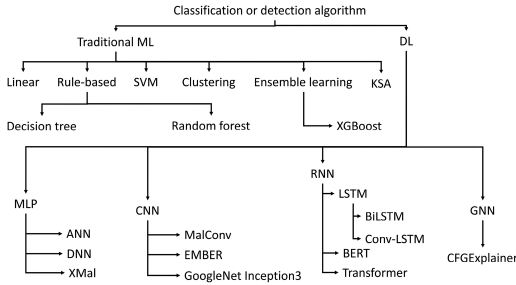 Classification or detection algorithm
Traditional ML
DL
Linear
Rule-based
SVM
Clustering
Ensemble learning
KSA
Decision tree
Random forest
XGBoost
MLP
ANN
DNN
XMal
CNN
MalConv
EMBER
GoogleNet Inception3
RNN
LSTM
BiLSTM
Conv-LSTM
BERT
Transformer
GNN
CFGExplainer